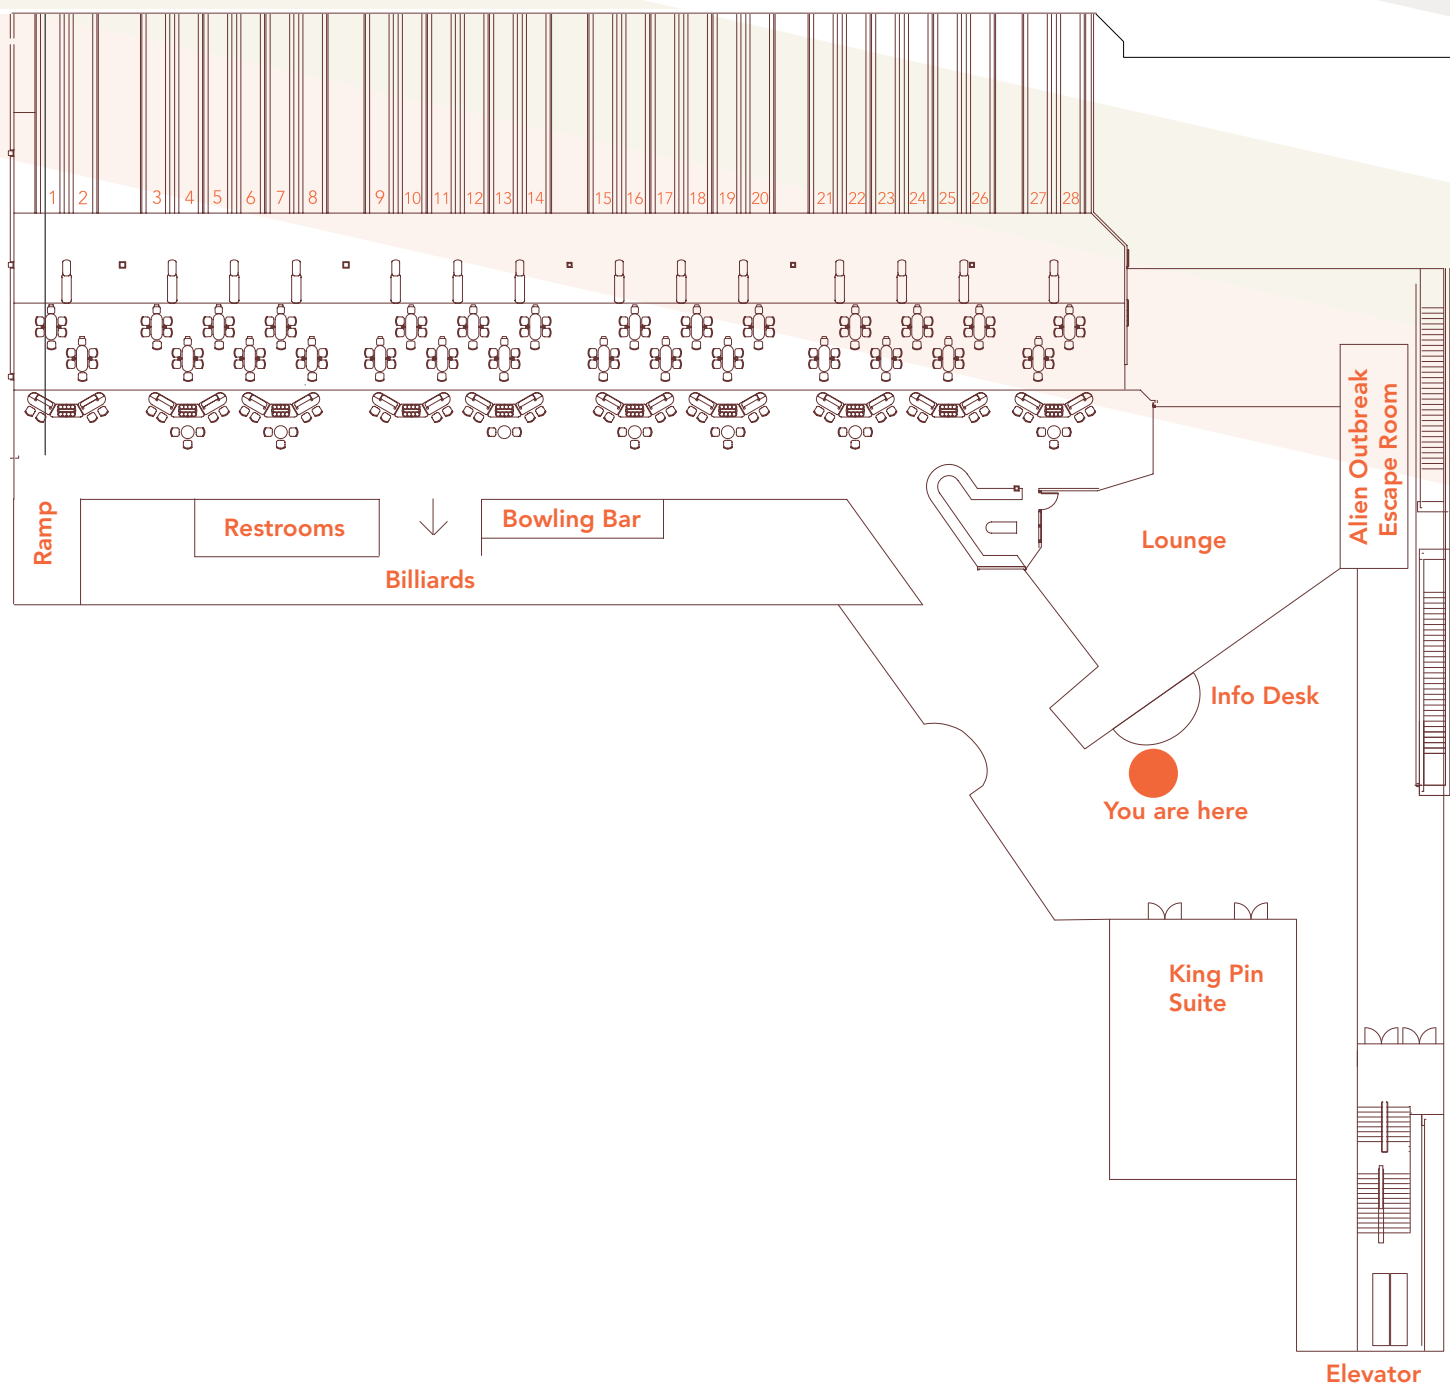 1 2 3 4 5 6 7 8 9 10 11 12 13 14 15 16 17 18 19 20 21 22 23 24 25 26 27 28
Ramp
Restrooms
Bowling Bar
Billiards
Lounge
Alien Outbreak
Escape Room
Info Desk
You are here
King Pin
Suite
Elevator